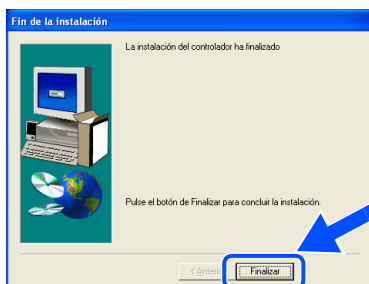 Fin de la instalación
La instalación del controlador ha finalizado
Pulse el botón de Finalizar para concluir la instalación.
< Anterior
Finalizar